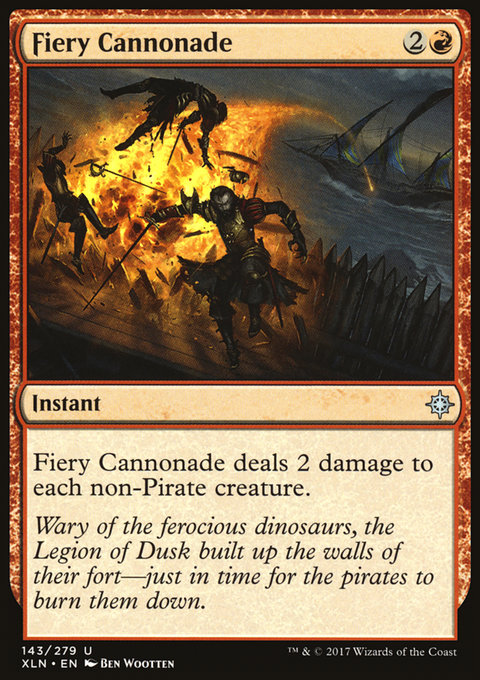 Fiery Cannonade 2
Instant
Fiery Cannonade deals 2 damage to
each non-Pirate creature.
Wary of the ferocious dinosaurs, the
Legion of Dusk built up the walls of
their fort—just in time for the pirates to
burn them down.
143/279 U
XLN • EN Ben Wootten
™ & © 2017 Wizards of the Coast